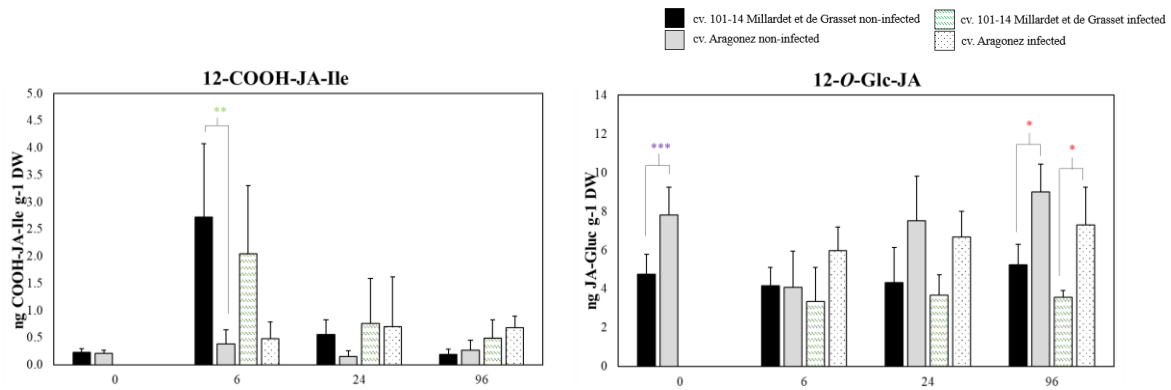 cv. 101-14 Millardet et de Grasset non-infected
cv. 101-14 Millardet et de Grasset infected
cv. Aragonez non-infected
cv. Aragonez infected
12-COOH-JA-Ile
ng COOH-JA-Ile g-1 DW
5.0
4.5
4.0
3.5
3.0
2.5
2.0
1.5
1.0
0.5
0.0
**
0 6 24 96
12-O-Glc-JA
ng JA-Gluc g-1 DW
14
12
10
8
6
4
2
0
***
*
*
0 6 24 96